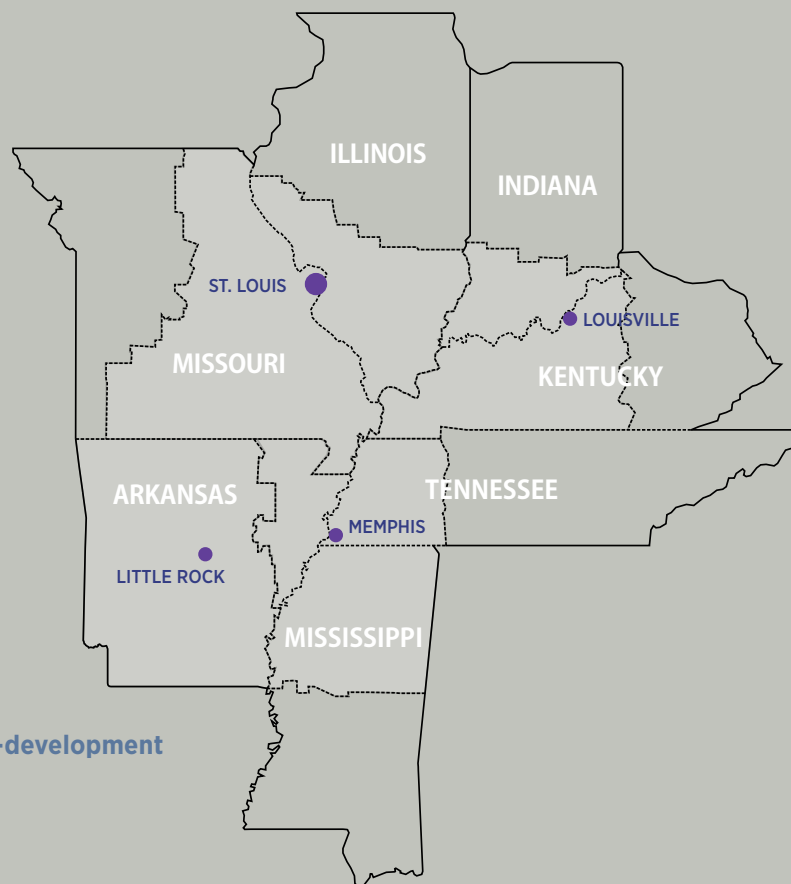 ILLINOIS
INDIANA
ST. LOUIS
LOUISVILLE
MISSOURI
KENTUCKY
ARKANSAS
TENNESSEE
MEMPHIS
LITTLE ROCK
MISSISSIPPI
-development